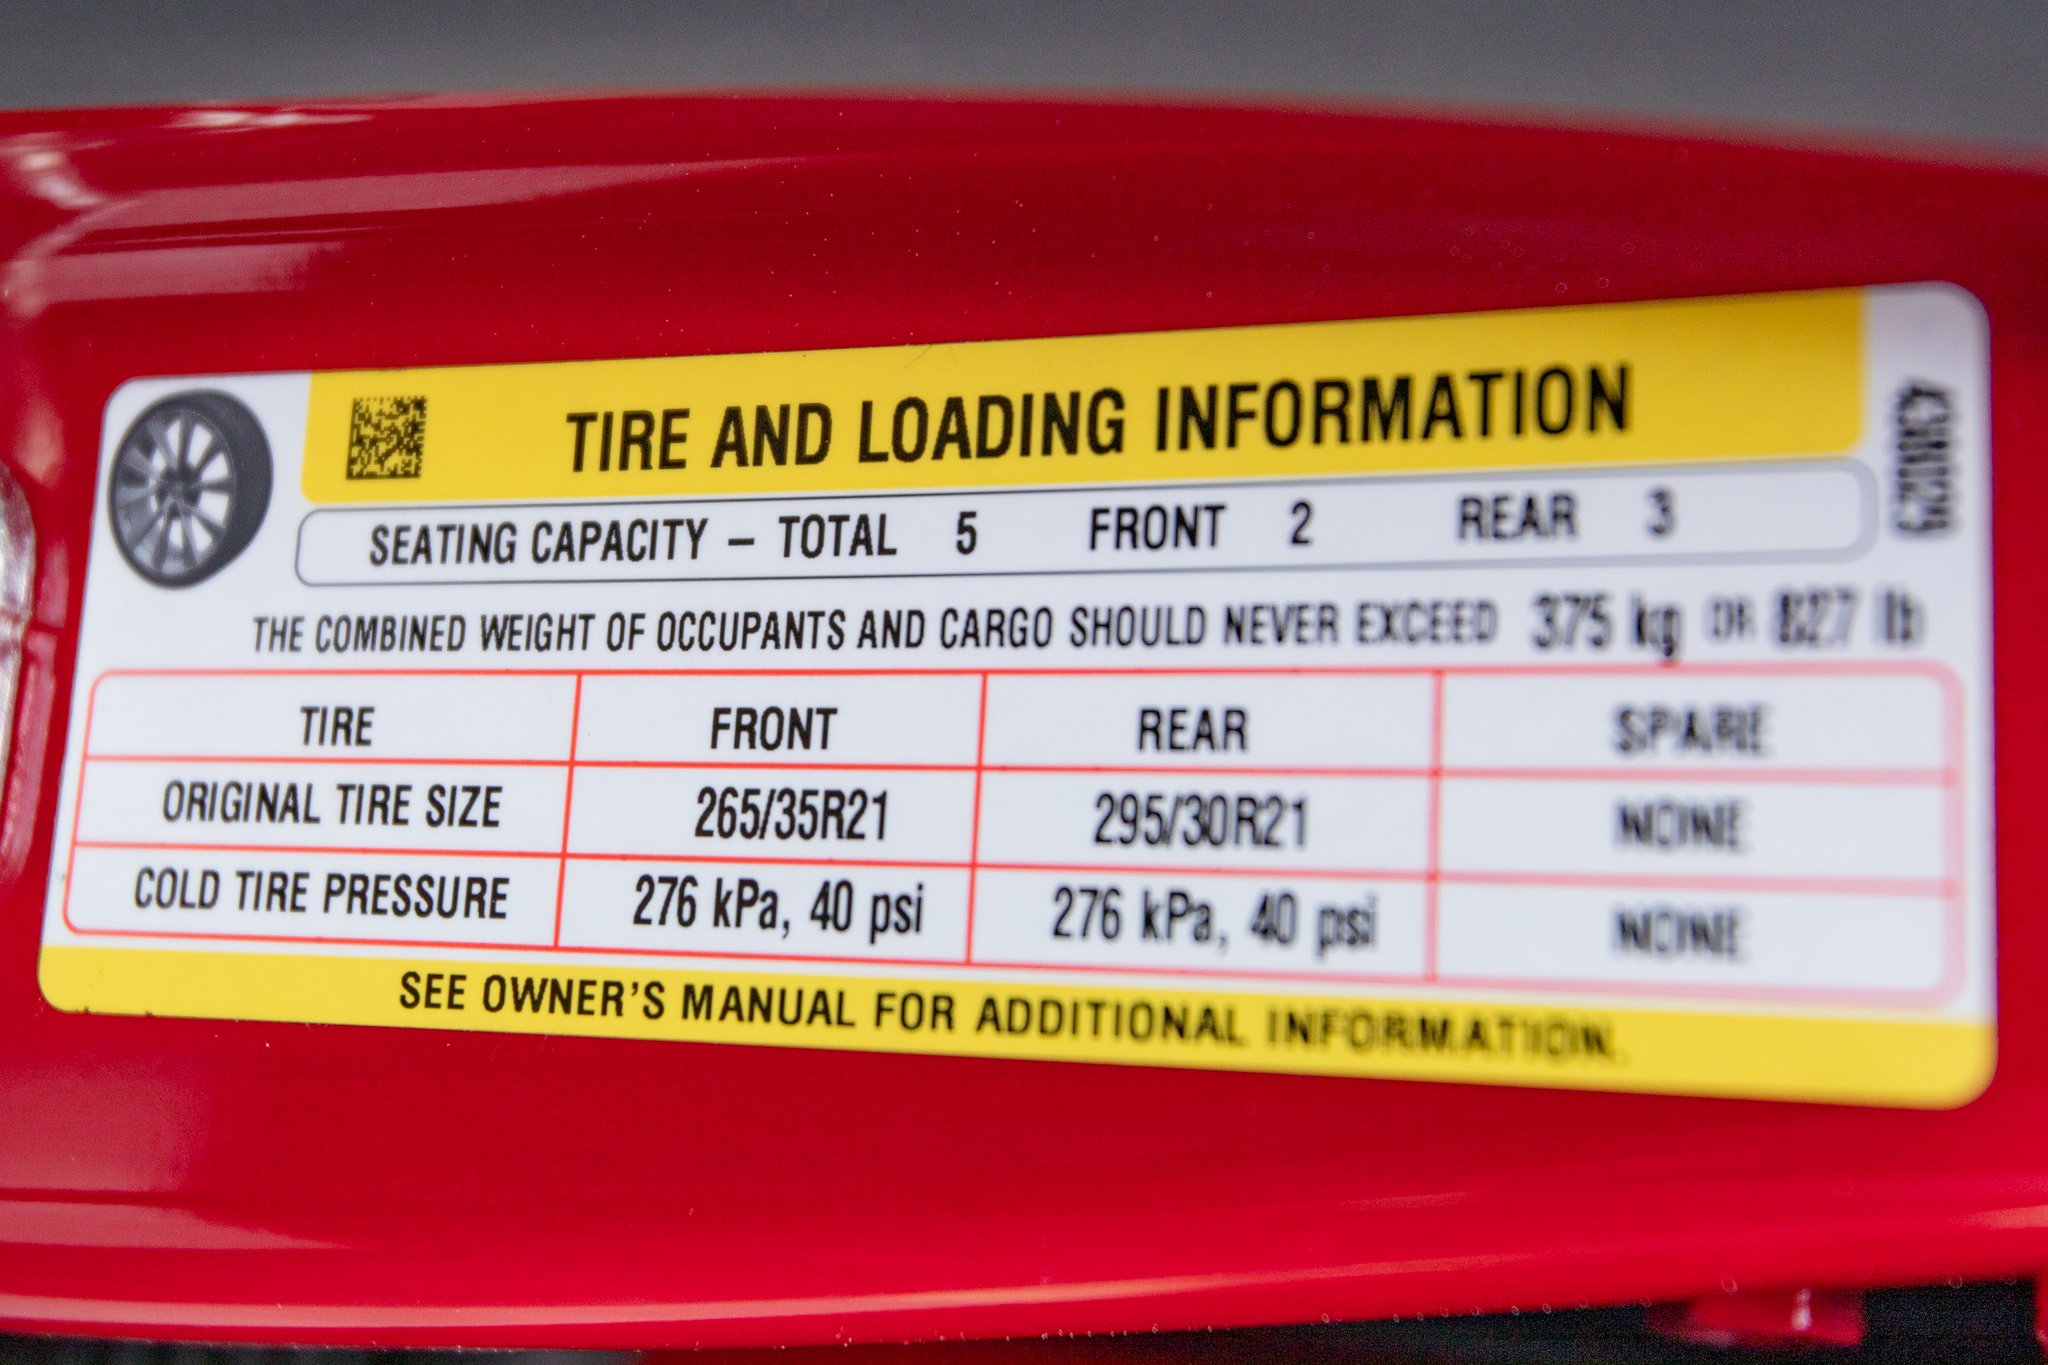 TIRE AND LOADING INFORMATION
SEATING CAPACITY – TOTAL 5 FRONT 2 REAR 3
THE COMBINED WEIGHT OF OCCUPANTS AND CARGO SHOULD NEVER EXCEED 375 kg OR 827 lb
TIRE FRONT REAR SPARE
ORIGINAL TIRE SIZE 265/35R21 295/30R21 NONE
COLD TIRE PRESSURE 276 kPa, 40 psi 276 kPa, 40 psi NONE
SEE OWNER'S MANUAL FOR ADDITIONAL INFORMATION.